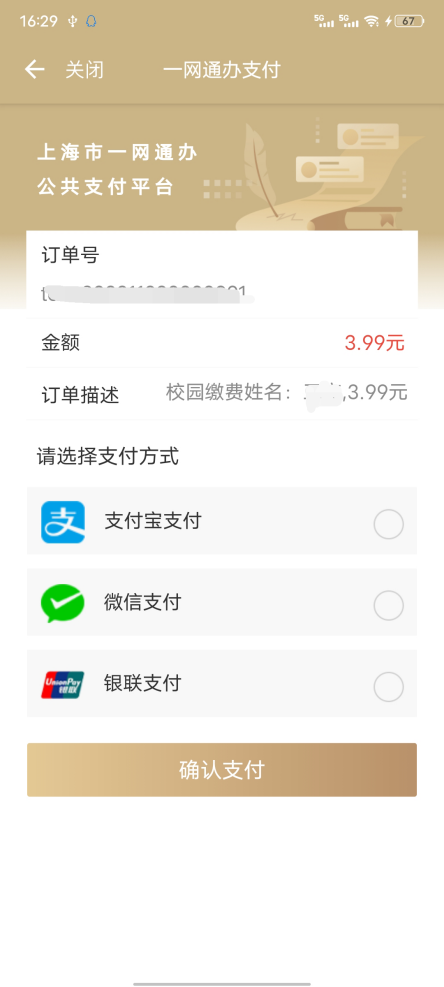 16:29
5G
5G
67
关闭
一网通办支付
上海市一网通办
公共支付平台
订单号
金额
3.99元
订单描述
校园缴费姓名：
,3.99元
请选择支付方式
支付宝支付
微信支付
UnionPay
银联
银联支付
确认支付